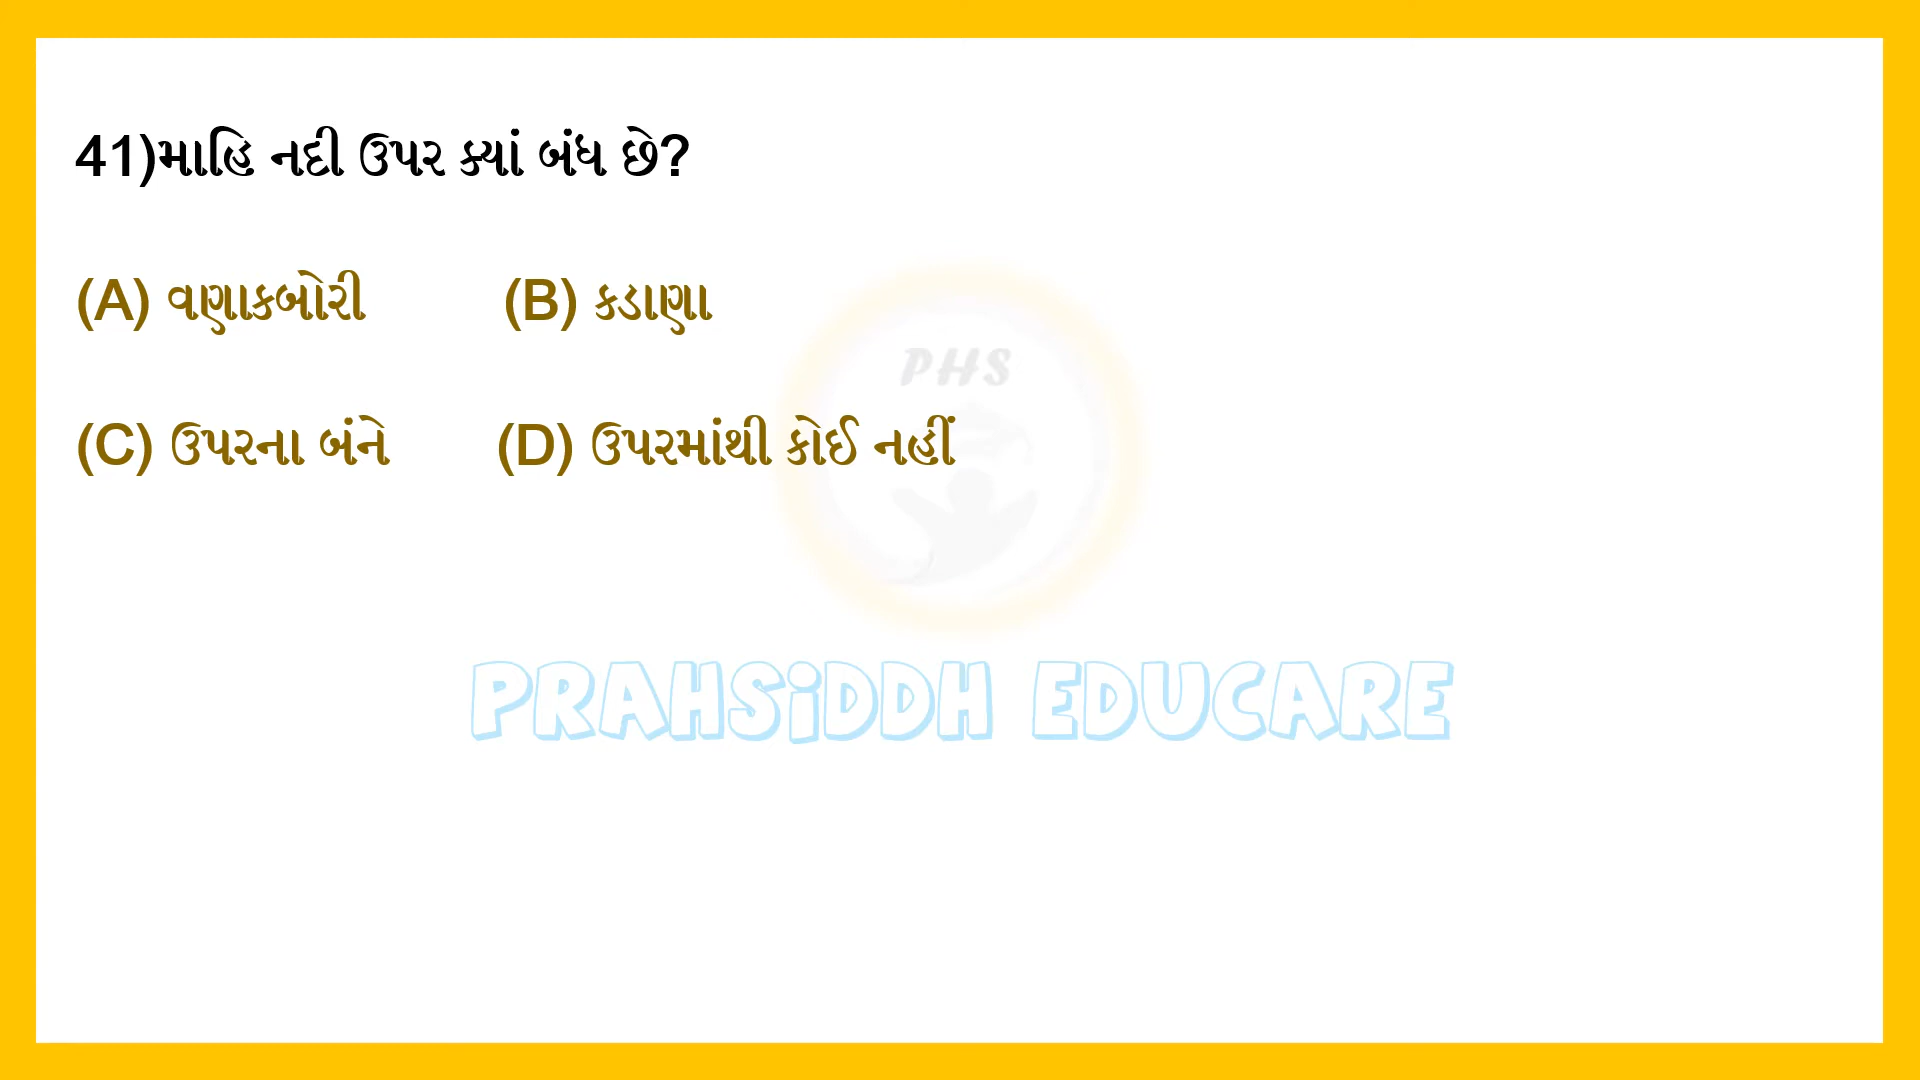 41)માહિ નદી ઉપર ક્યાં બંધ છે?
(A) વણાકબોરી (B) કડાણા
(C) ઉપરના બંને (D) ઉપરમાંથી કોઈ નહીં
PHS
PRAHSiDDH EDUCARE